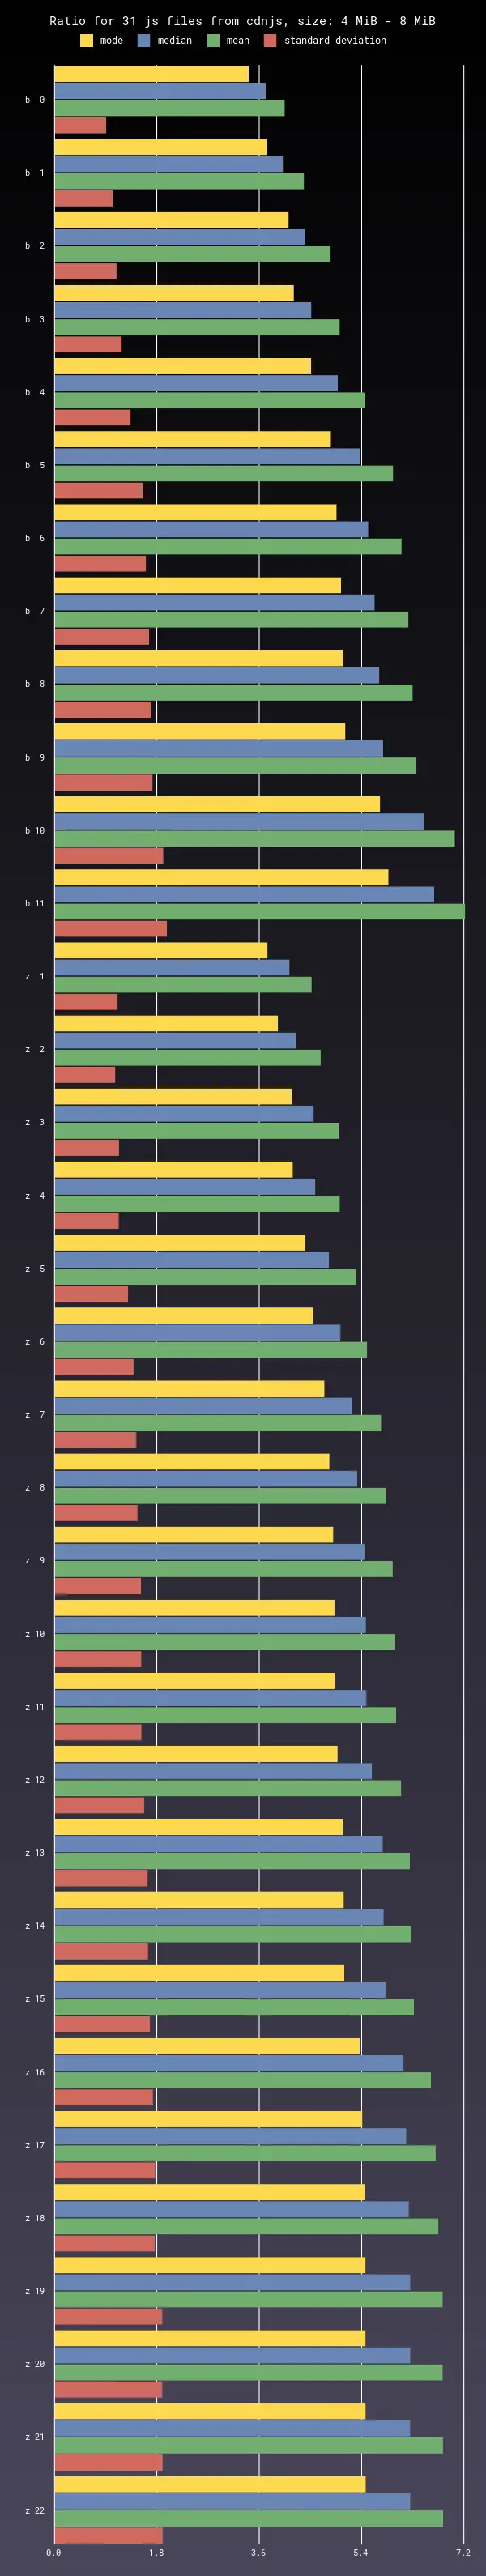 Ratio for 31 js files from cdnjs, size: 4 MiB - 8 MiB
mode median mean standard deviation
b 0
b 1
b 2
b 3
b 4
b 5
b 6
b 7
b 8
b 9
b 10
b 11
z 1
z 2
z 3
z 4
z 5
z 6
z 7
z 8
z 9
z 10
z 11
z 12
z 13
z 14
z 15
z 16
z 17
z 18
z 19
z 20
z 21
z 22
0.0 1.8 3.6 5.4 7.2